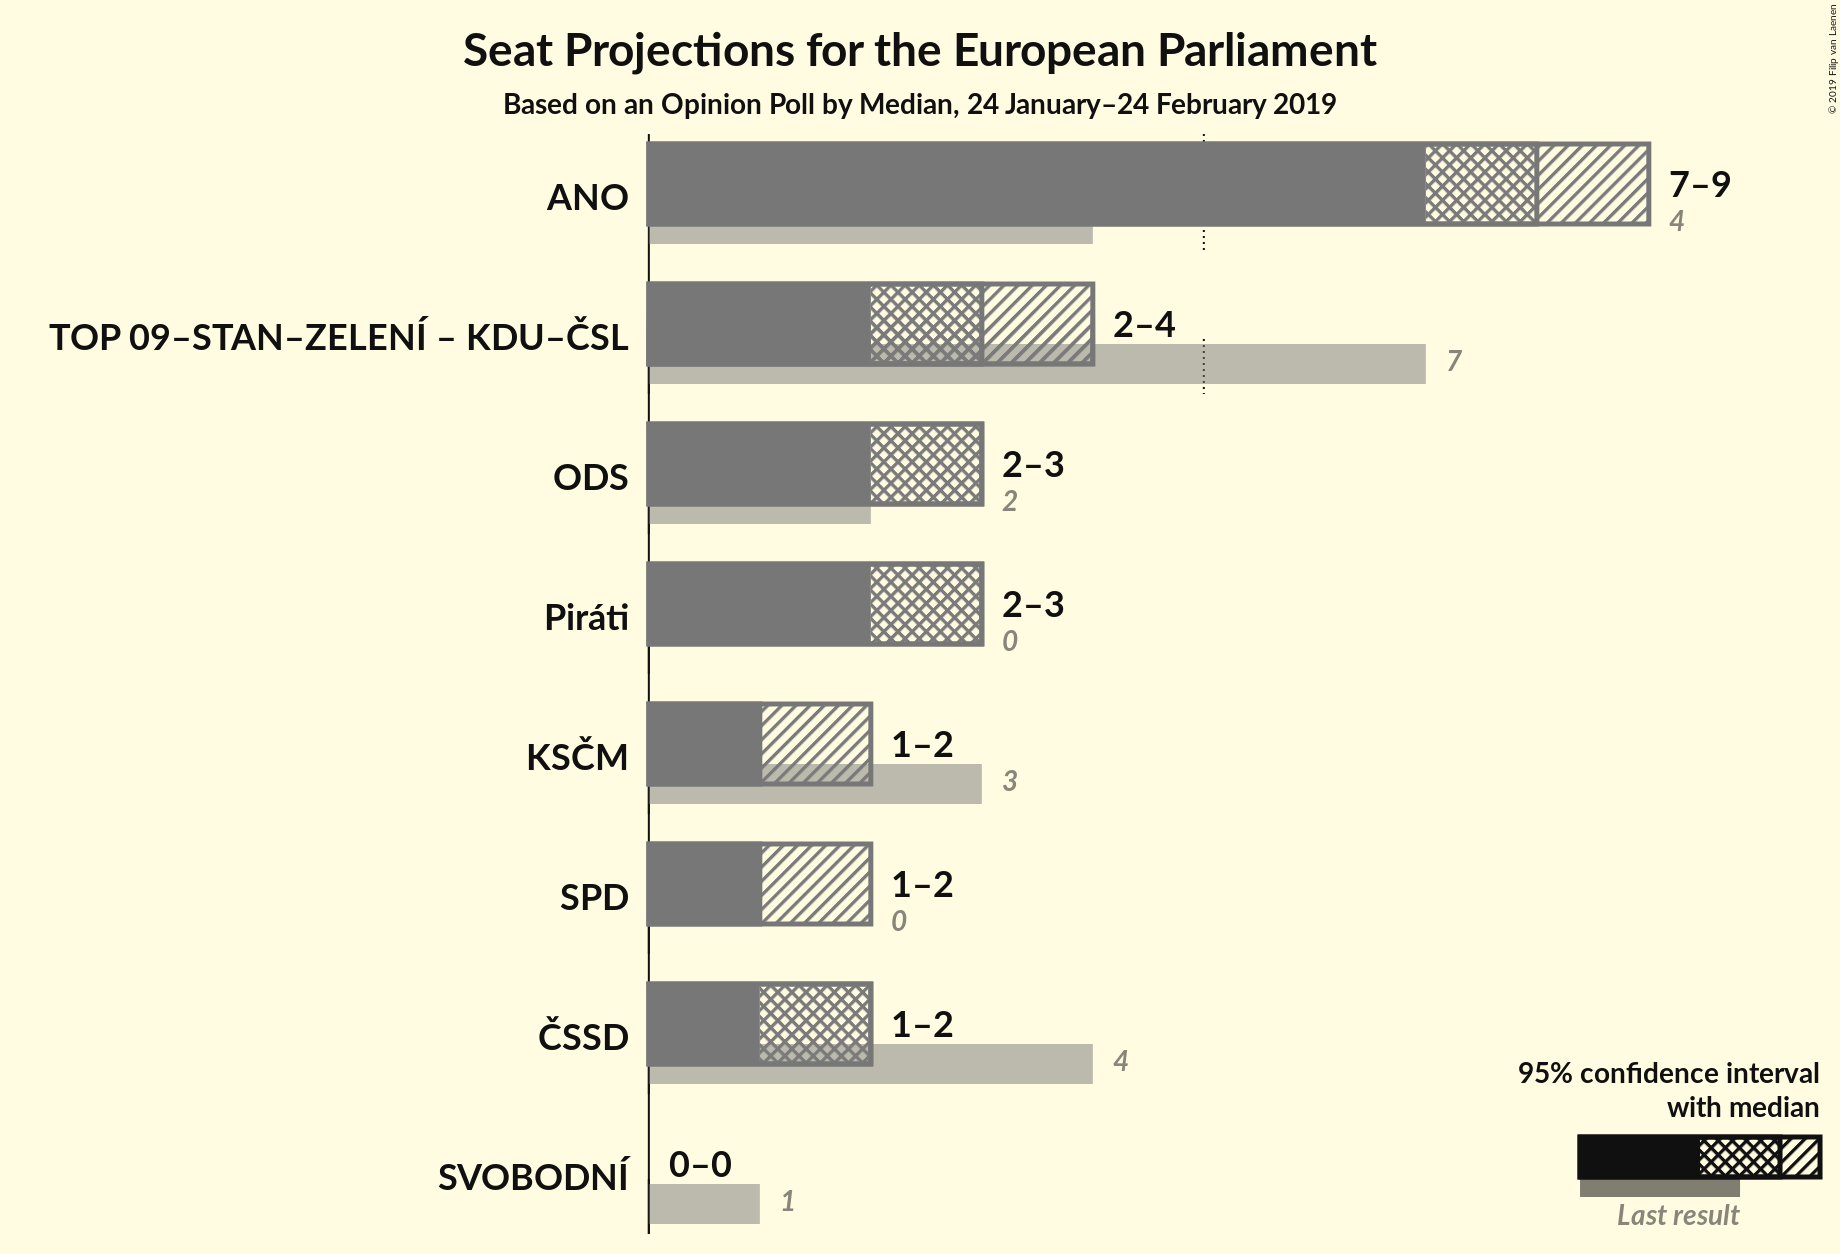 Seat Projections for the European Parliament
Based on an Opinion Poll by Median, 24 January–24 February 2019
© 2019 Filip van Laenen
ANO
7–9
4
TOP 09–STAN–ZELENÍ – KDU–ČSL
2–4
7
ODS
2–3
2
Piráti
2–3
0
KSČM
1–2
3
SPD
1–2
0
ČSSD
1–2
4
SVOBODNÍ
0–0
1
95% confidence interval
with median
Last result